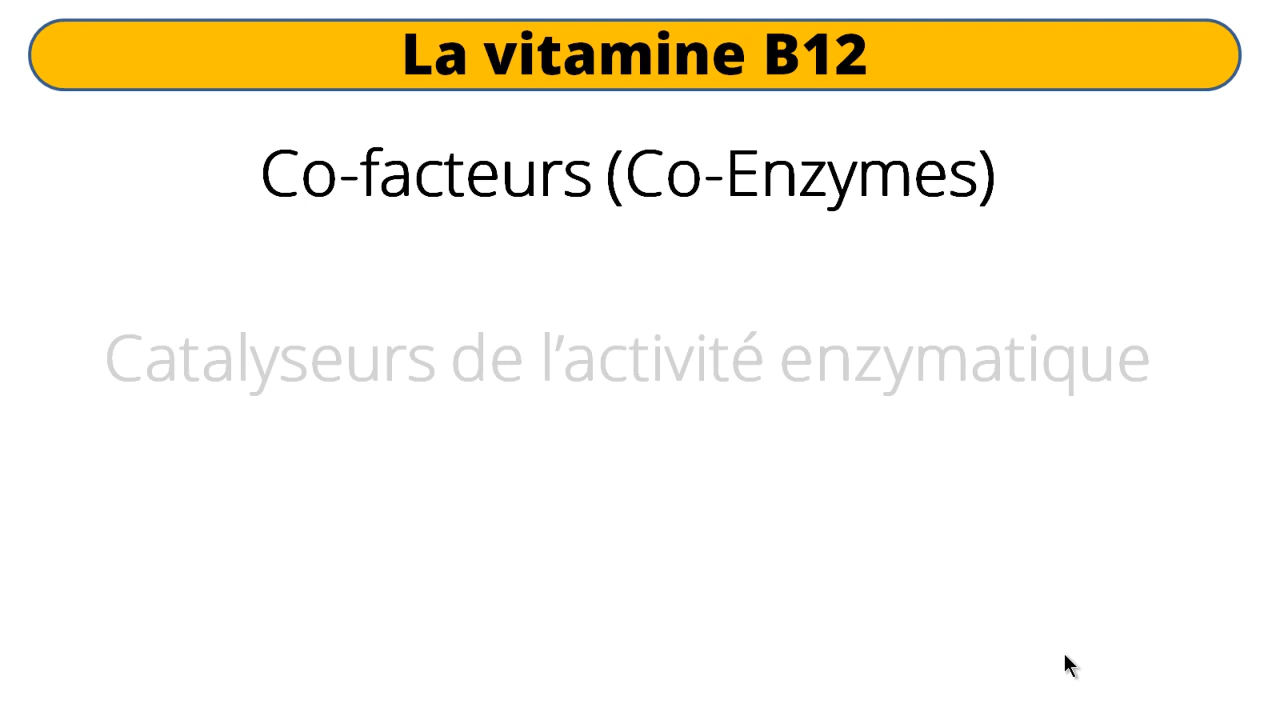 La vitamine B12
Co-facteurs (Co-Enzymes)
Catalyseurs de l’activité enzymatique